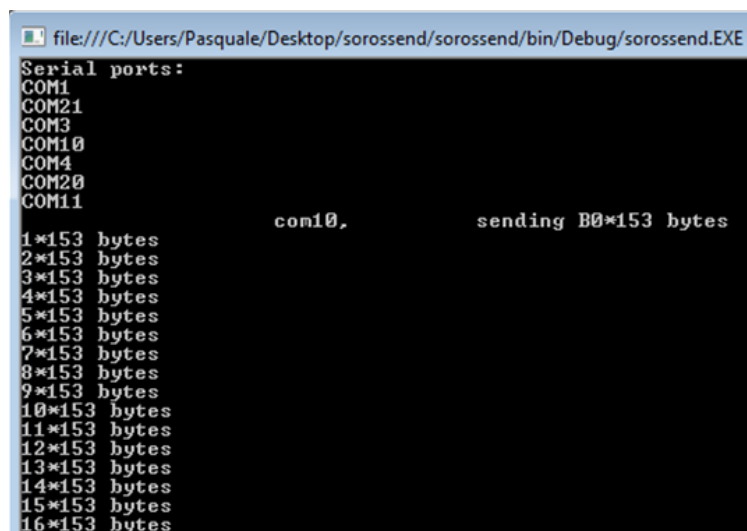 file:///C:/Users/Pasquale/Desktop/sorossend/sorossend/bin/Debug/sorossend.EXE
Serial ports:
COM1
COM21
COM3
COM10
COM4
COM20
COM11
com10, sending B0*153 bytes
1*153 bytes
2*153 bytes
3*153 bytes
4*153 bytes
5*153 bytes
6*153 bytes
7*153 bytes
8*153 bytes
9*153 bytes
10*153 bytes
11*153 bytes
12*153 bytes
13*153 bytes
14*153 bytes
15*153 bytes
16*153 bytes